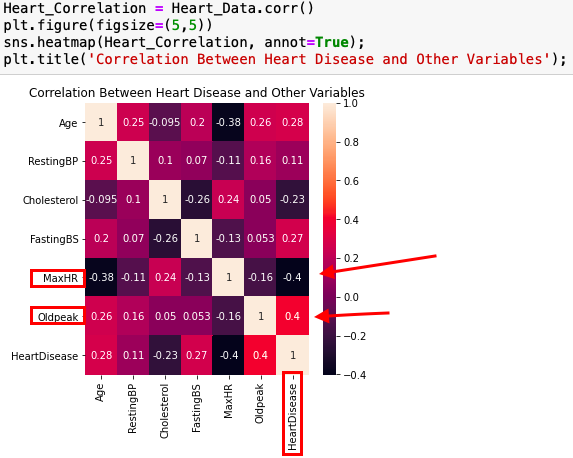 Heart_Correlation = Heart_Data.corr()
plt.figure(figsize=(5,5))
sns.heatmap(Heart_Correlation, annot=True);
plt.title('Correlation Between Heart Disease and Other Variables');
Correlation Between Heart Disease and Other Variables
Age 1 0.25 -0.095 0.2 -0.38 0.26 0.28
RestingBP 0.25 1 0.1 0.07 -0.11 0.16 0.11
Cholesterol -0.095 0.1 1 -0.26 0.24 0.05 -0.23
FastingBS 0.2 0.07 -0.26 1 -0.13 0.053 0.27
MaxHR -0.38 -0.11 0.24 -0.13 1 -0.16 -0.4
Oldpeak 0.26 0.16 0.05 0.053 -0.16 1 0.4
HeartDisease 0.28 0.11 -0.23 0.27 -0.4 0.4 1
Age RestingBP Cholesterol FastingBS MaxHR Oldpeak HeartDisease
1.0
0.8
0.6
0.4
0.2
0.0
−0.2
−0.4